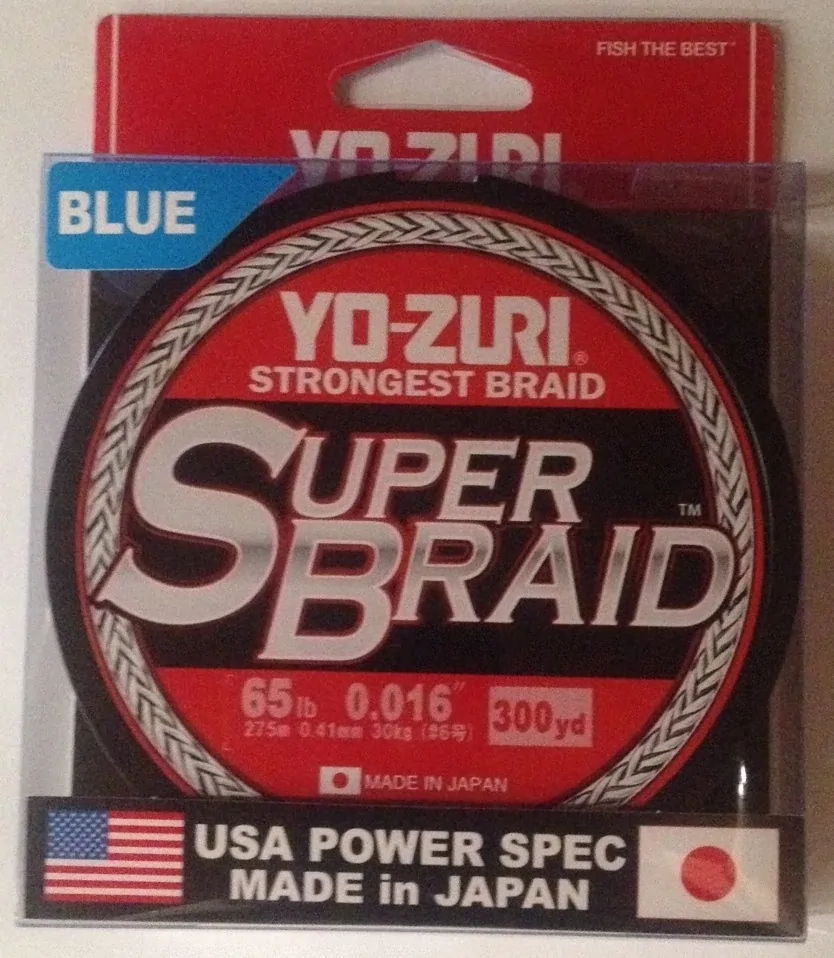 FISH THE BEST
YO-ZURI
BLUE
YO-ZURI®
STRONGEST BRAID
SUPER
BRAID™
65lb 0.016" 300yd
275m 0.41mm 30kg (#6号)
MADE IN JAPAN
USA POWER SPEC
MADE in JAPAN